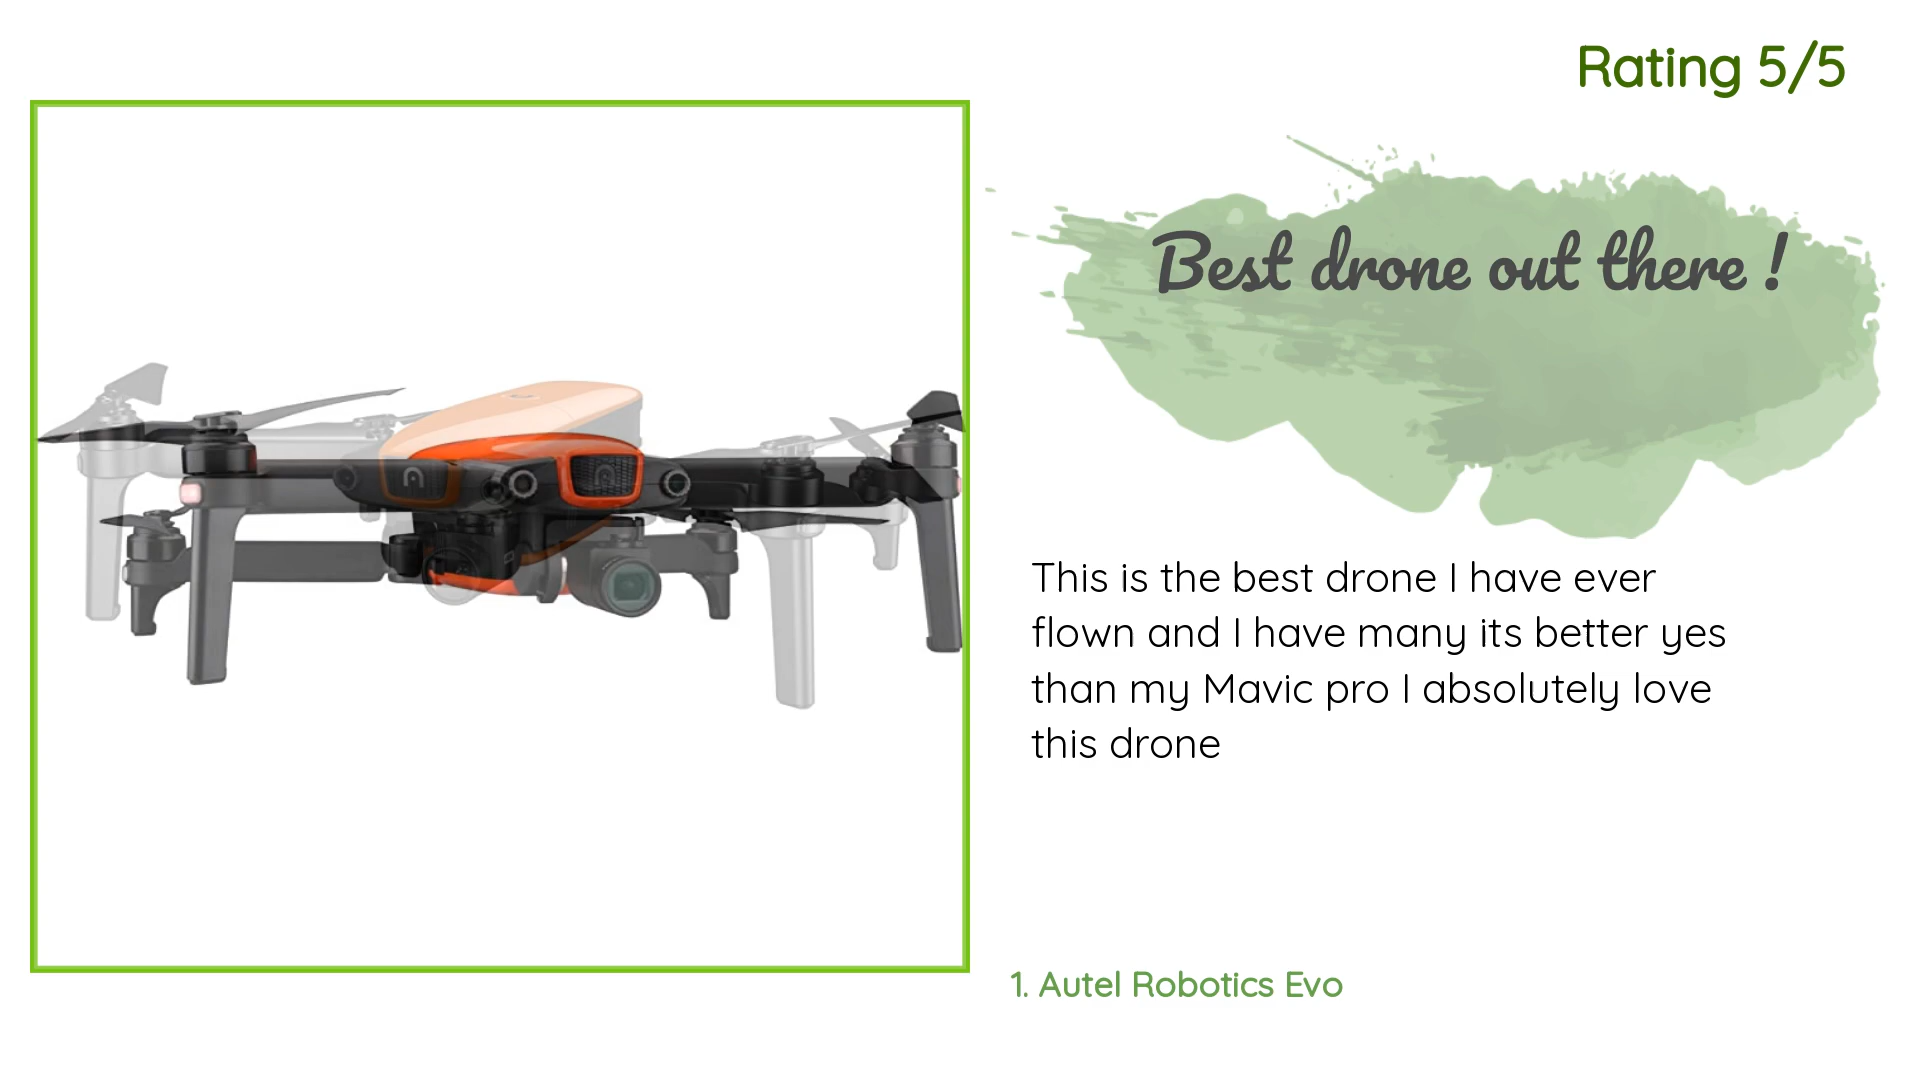 Rating 5/5
Best drone out there !
This is the best drone I have ever
flown and I have many its better yes
than my Mavic pro I absolutely love
this drone
1. Autel Robotics Evo